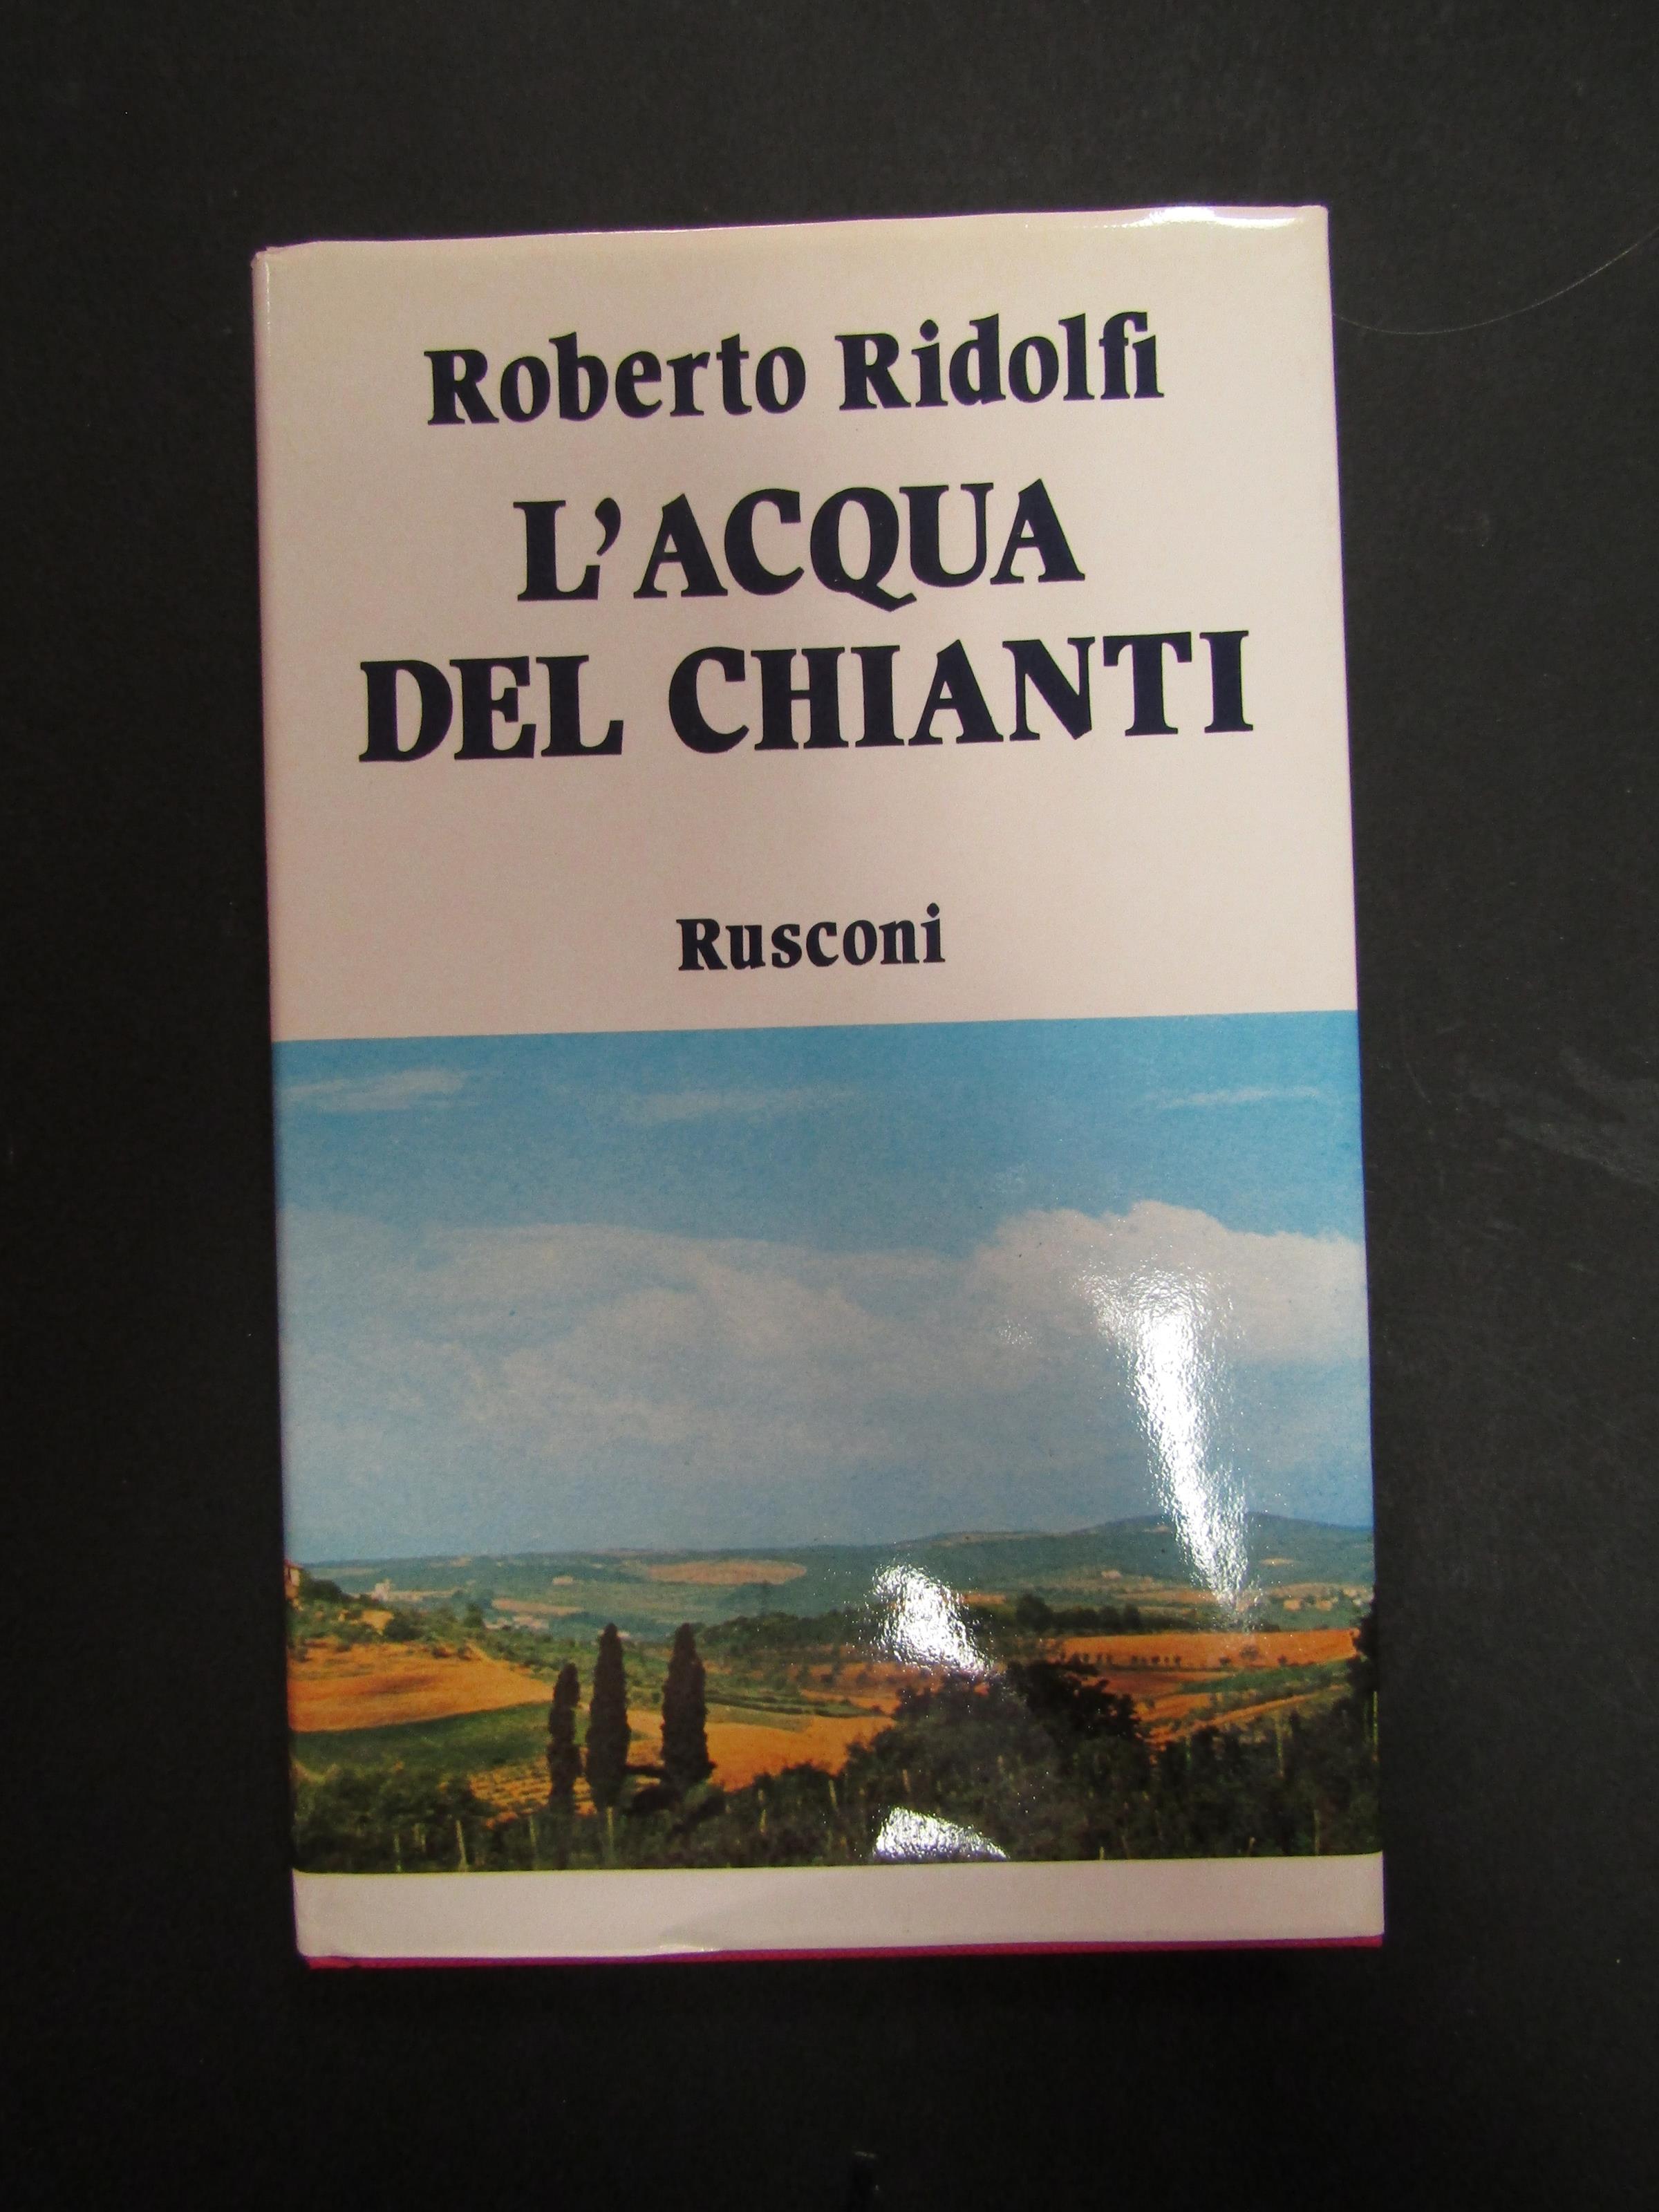 Roberto Ridolfi
L'ACQUA
DEL CHIANTI
Rusconi